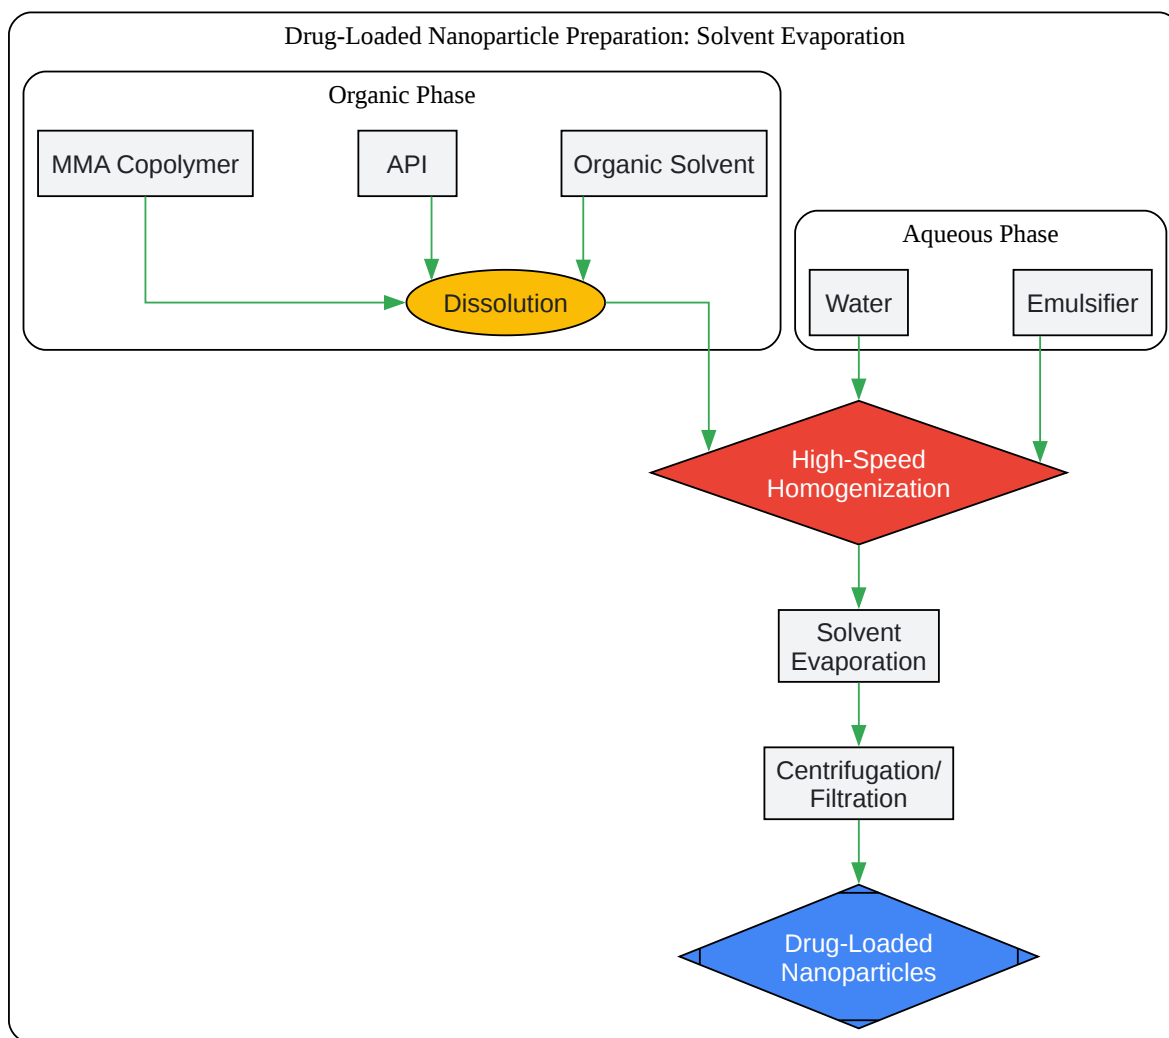 Drug-Loaded Nanoparticle Preparation: Solvent Evaporation
Organic Phase
MMA Copolymer
API
Organic Solvent
Aqueous Phase
Dissolution
Water
Emulsifier
High-Speed
Homogenization
Solvent
Evaporation
Centrifugation/
Filtration
Drug-Loaded
Nanoparticles